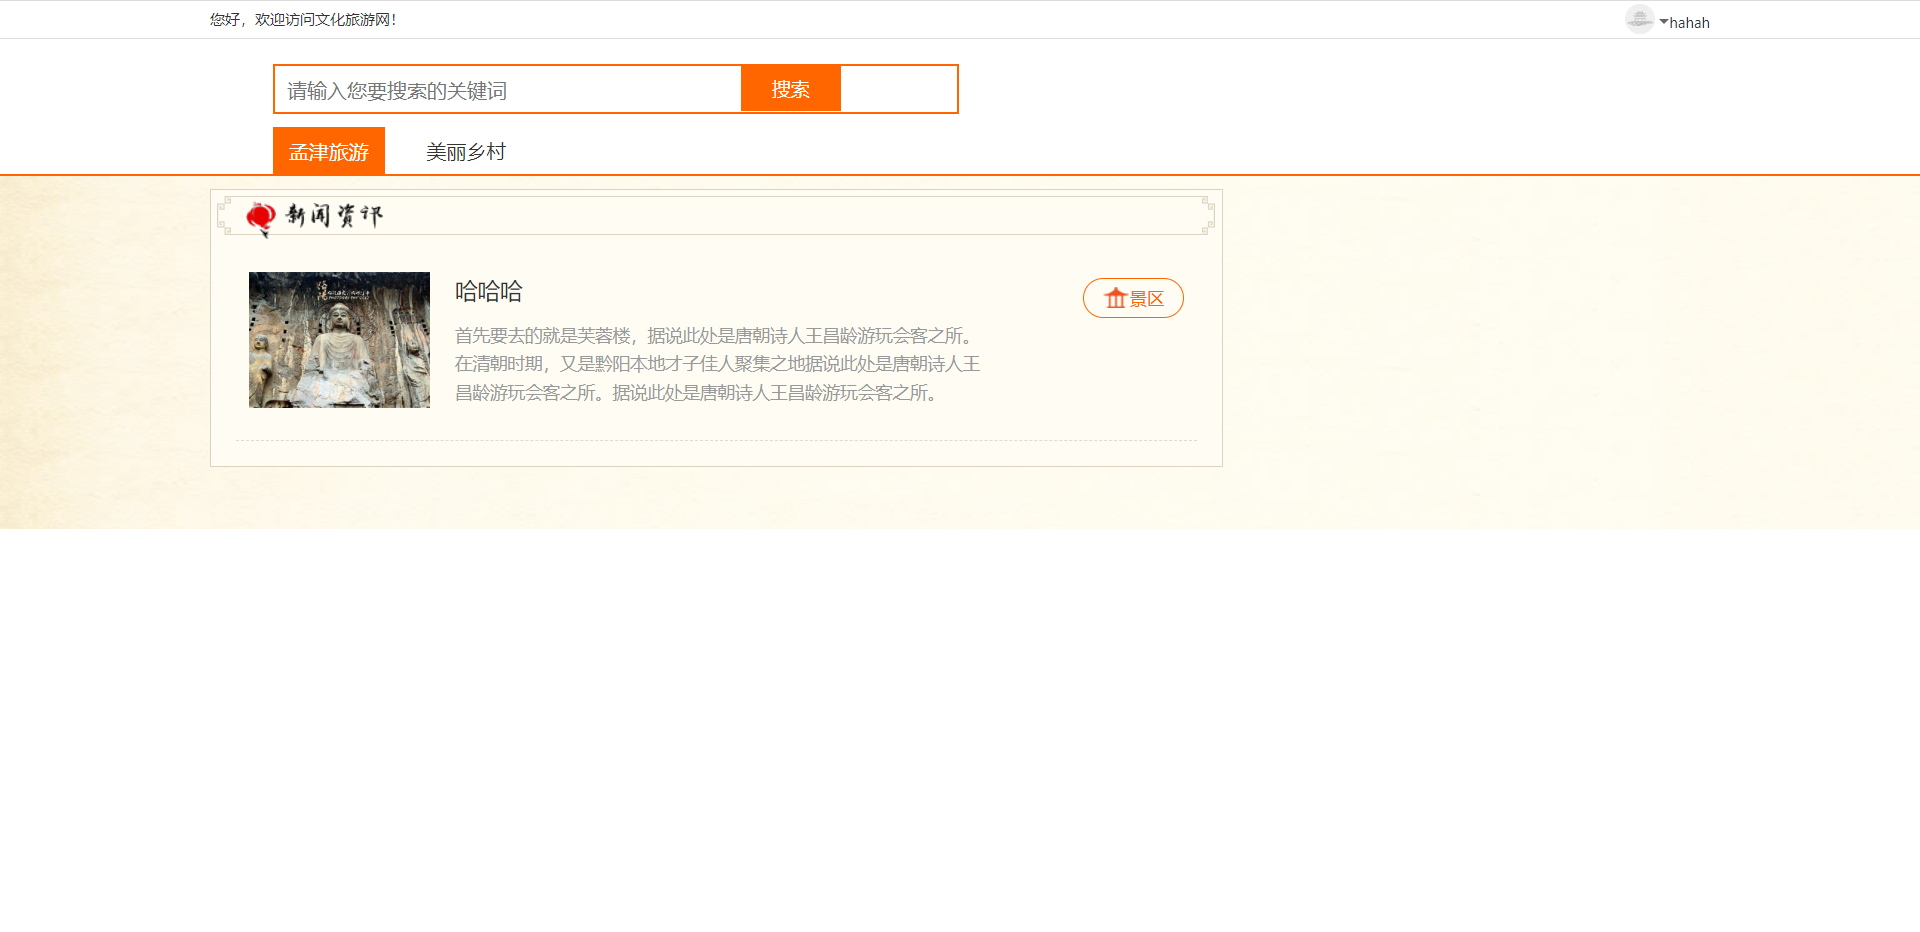 您好，欢迎访问文化旅游网！
hahah
请输入您要搜索的关键词
搜索
孟津旅游
美丽乡村
新闻资讯
哈哈哈
景区
首先要去的就是芙蓉楼，据说此处是唐朝诗人王昌龄游玩会客之所。
在清朝时期，又是黔阳本地才子佳人聚集之地据说此处是唐朝诗人王
昌龄游玩会客之所。据说此处是唐朝诗人王昌龄游玩会客之所。